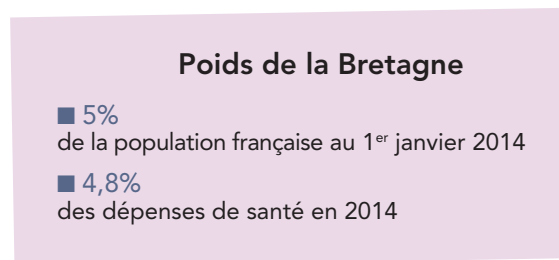 Poids de la Bretagne
■ 5%
de la population française au 1er janvier 2014
■ 4,8%
des dépenses de santé en 2014